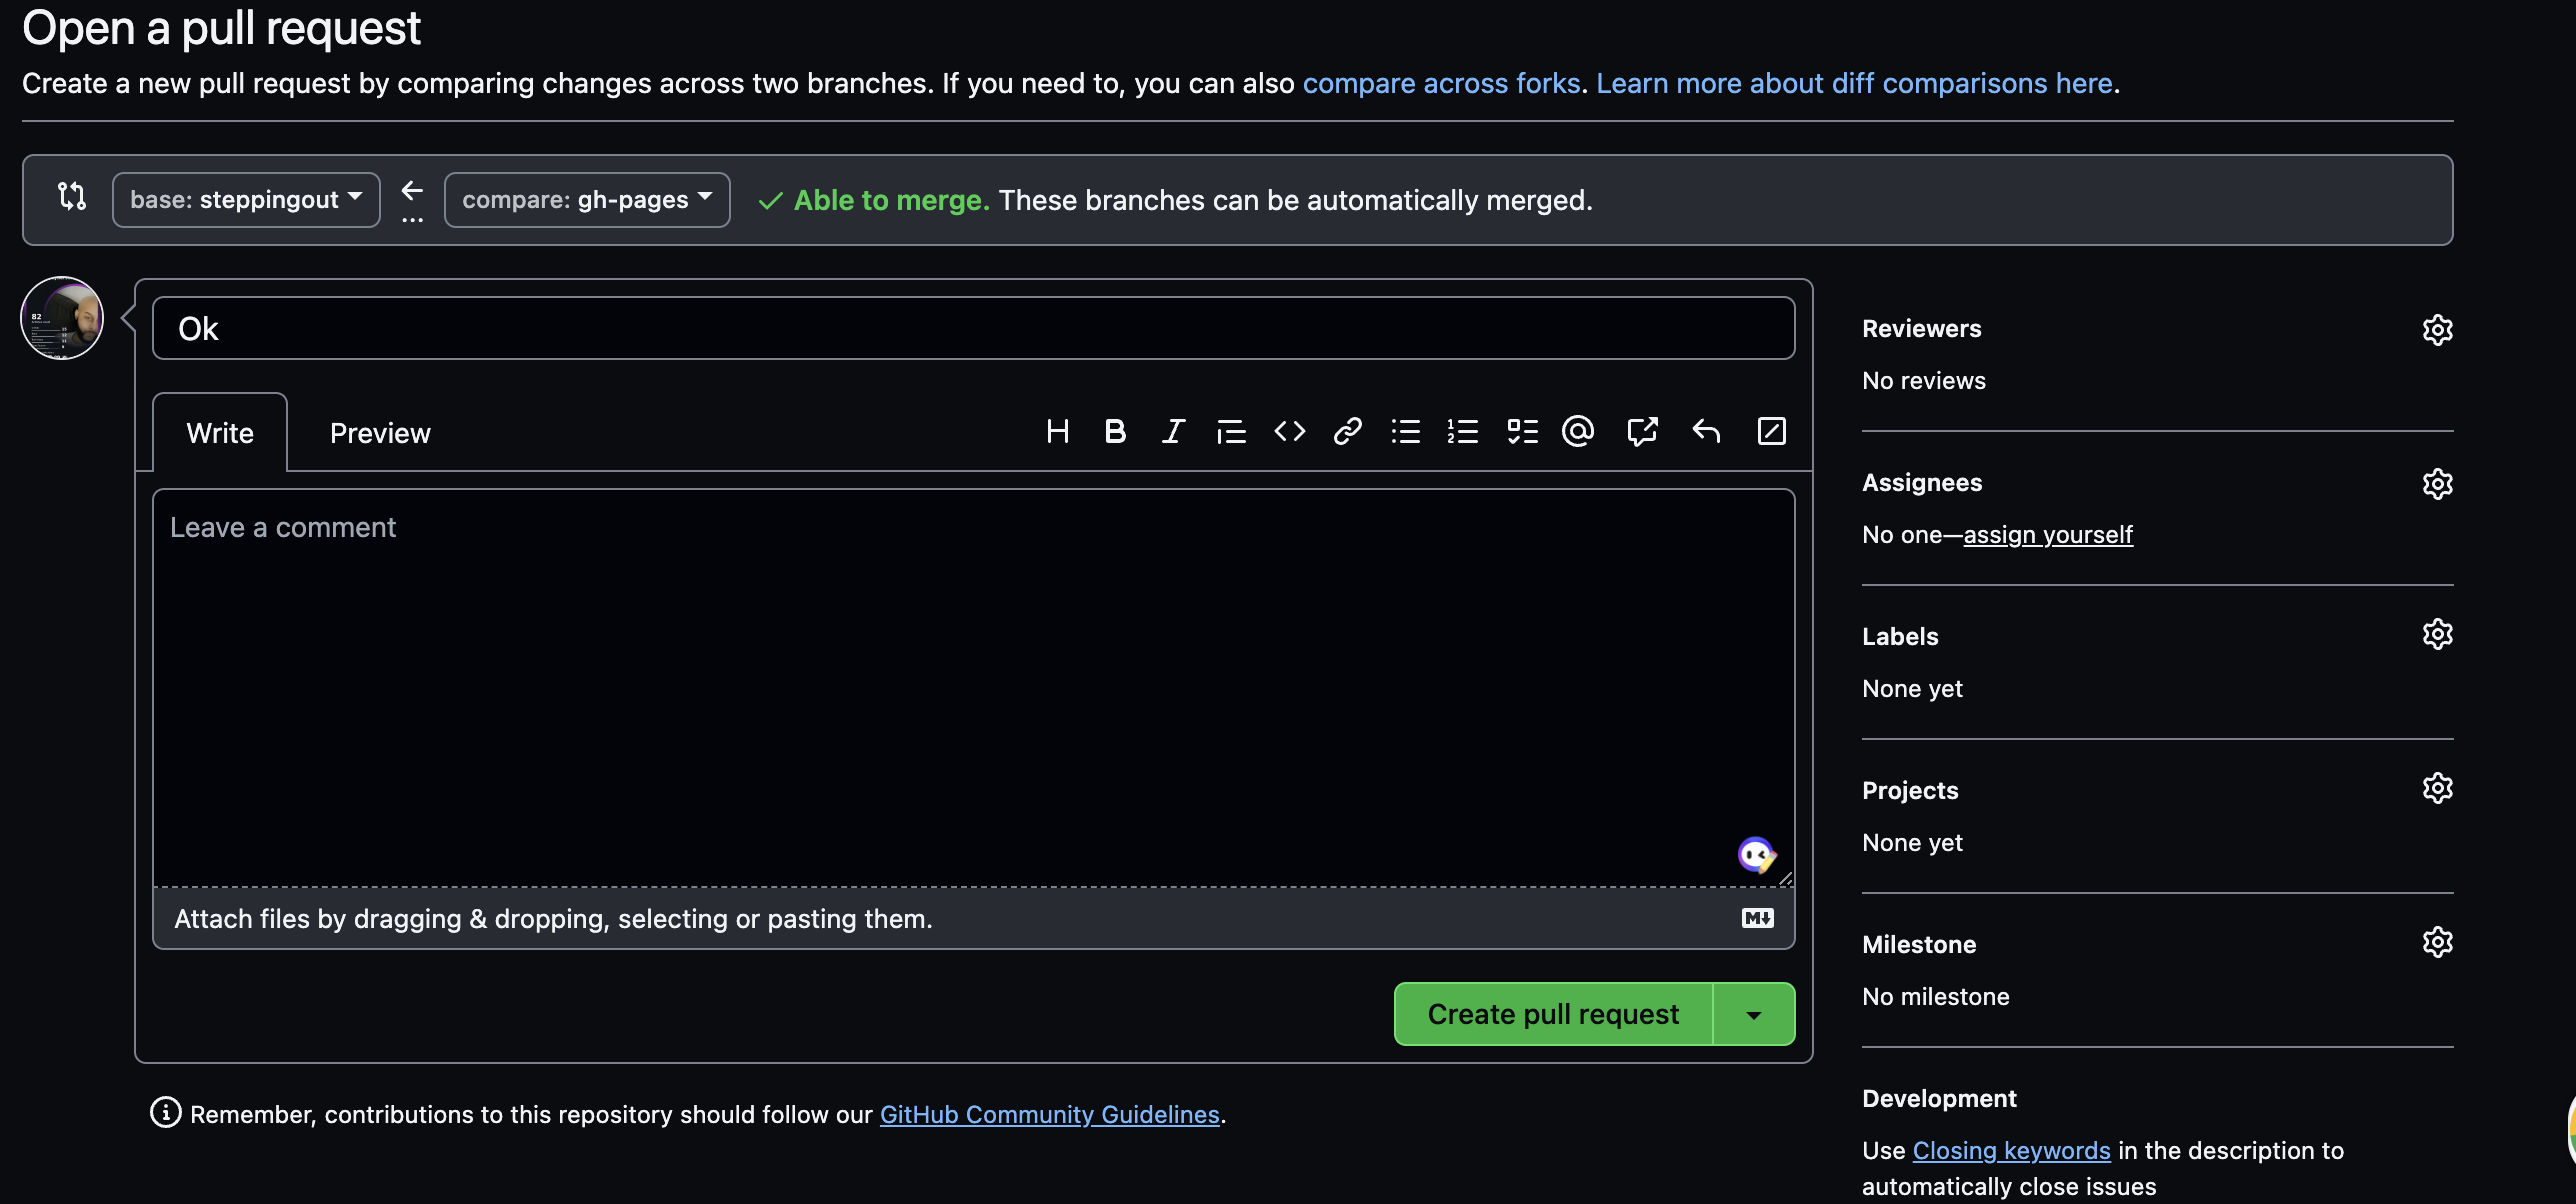 Open a pull request
Create a new pull request by comparing changes across two branches. If you need to, you can also compare across forks. Learn more about diff comparisons here.
base: steppingout
...
compare: gh-pages
Able to merge. These branches can be automatically merged.
82
Ok
Write
Preview
Leave a comment
Attach files by dragging & dropping, selecting or pasting them.
Create pull request
Remember, contributions to this repository should follow our GitHub Community Guidelines.
Reviewers
No reviews
Assignees
No one—assign yourself
Labels
None yet
Projects
None yet
Milestone
No milestone
Development
Use Closing keywords in the description to
automatically close issues